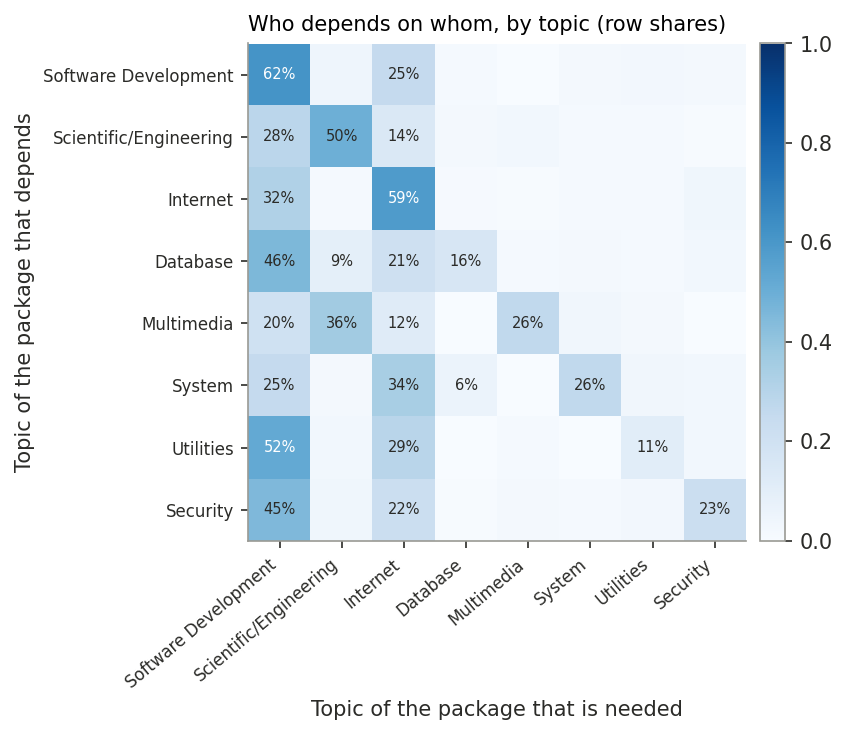 Who depends on whom, by topic (row shares)
Topic of the package that depends
Software Development 62% 25%
Scientific/Engineering 28% 50% 14%
Internet 32% 59%
Database 46% 9% 21% 16%
Multimedia 20% 36% 12% 26%
System 25% 34% 6% 26%
Utilities 52% 29% 11%
Security 45% 22% 23%
1.0
0.8
0.6
0.4
0.2
0.0
Software Development
Scientific/Engineering
Internet
Database
Multimedia
System
Utilities
Security
Topic of the package that is needed